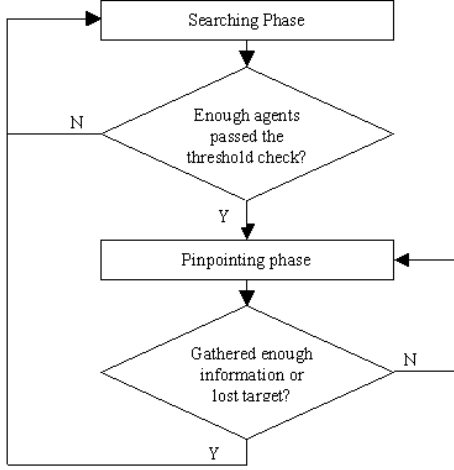 Searching Phase
Enough agents
passed the
threshold check?
N
Y
Pinpointing phase
Gathered enough
information or
lost target?
N
Y